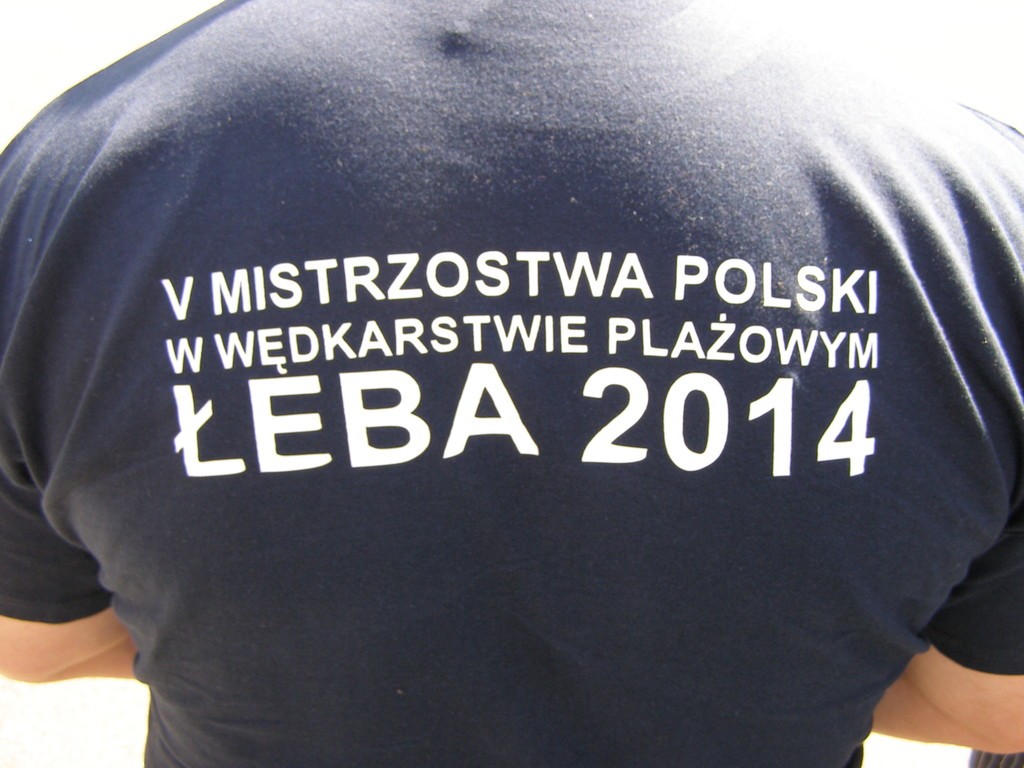 V MISTRZOSTWA POLSKI
W WĘDKARSTWIE PLAŻOWYM
ŁEBA 2014